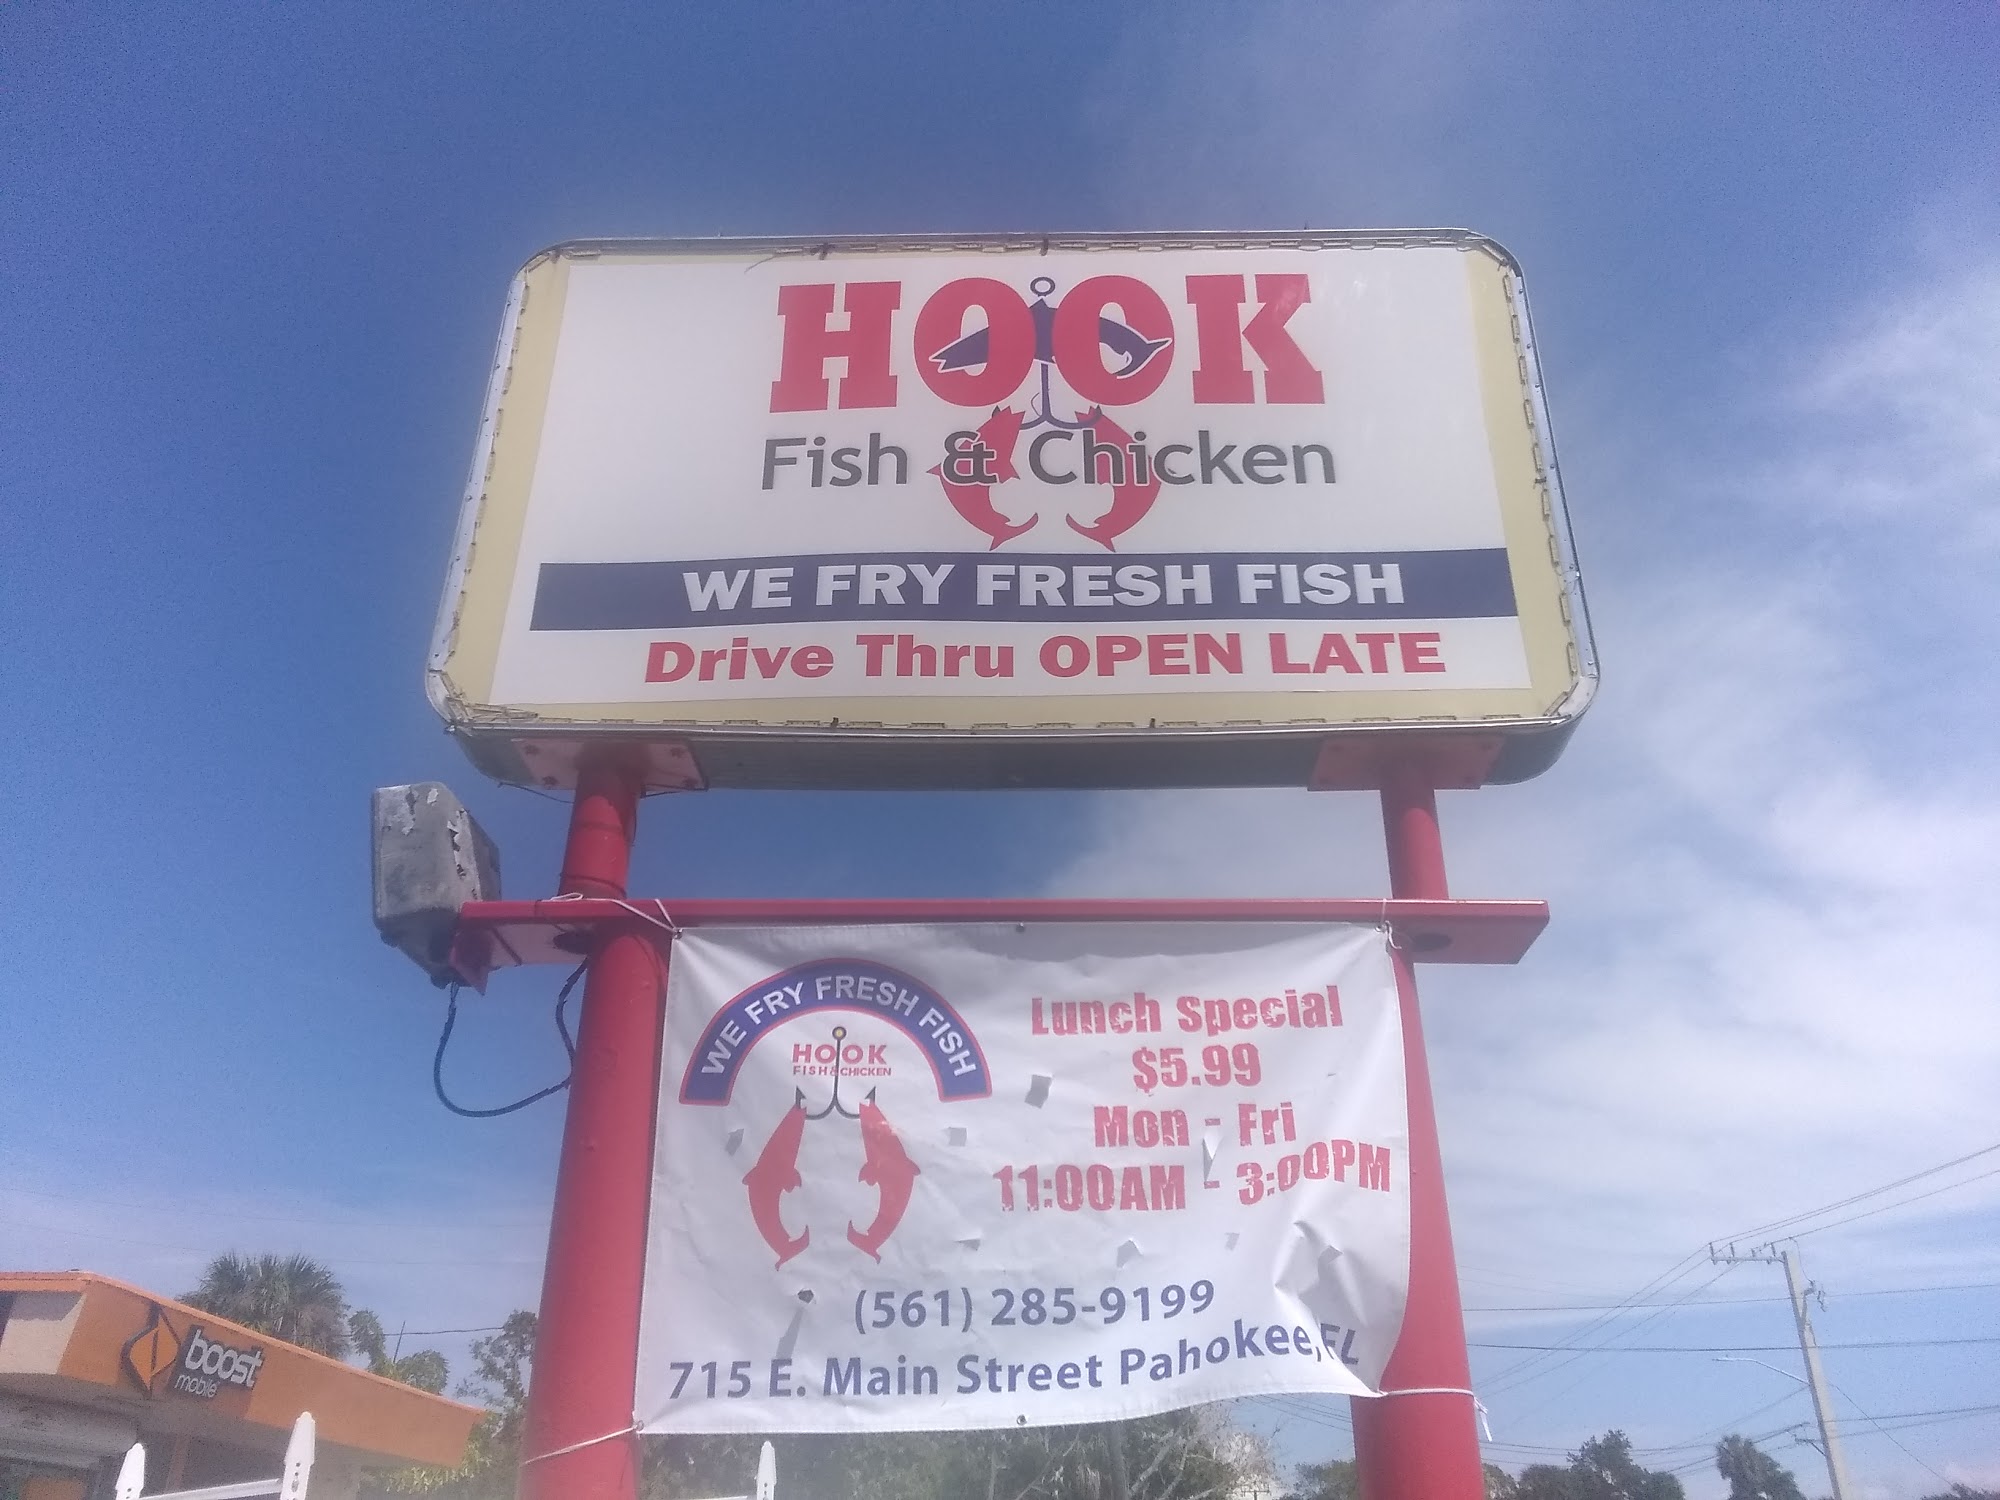 HOOK
Fish & Chicken
WE FRY FRESH FISH
Drive Thru OPEN LATE
WE FRY FRESH FISH
HOOK
FISH & CHICKEN
Lunch Special
$5.99
Mon - Fri
11:00AM - 3:00PM
(561) 285-9199
715 E. Main Street Pahokee, FL
boost
mobile